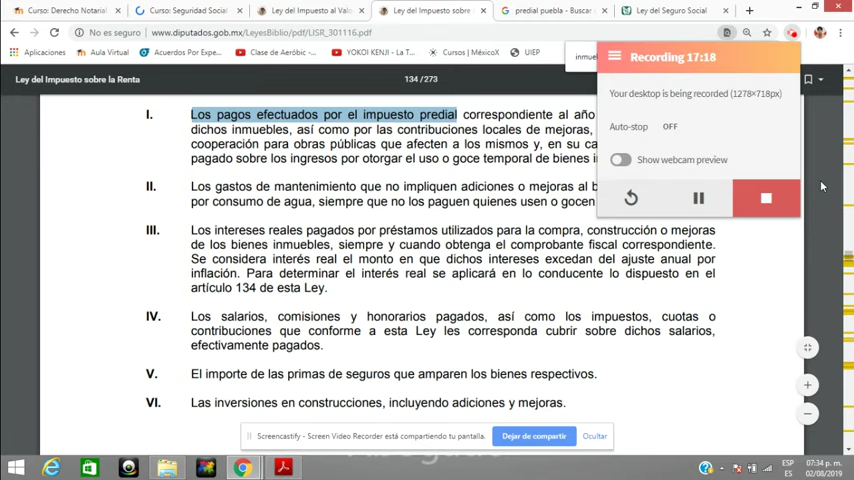 Curso: Derecho Notarial
Curso: Seguridad Social
Ley del Impuesto al Valo
Ley del Impuesto sobre
predial puebla - Buscar
Ley del Seguro Social
No es seguro
www.diputados.gob.mx/LeyesBiblio/pdf/LISR_301116.pdf
Aplicaciones
Aula Virtual
Acuerdos Por Exper...
Clase de Aeróbic...
YOKOI KENJI - La T...
Cursos @MéxicoX
UIEP
inmue
Ley del Impuesto sobre la Renta
134 / 273
Recording 17:18
Your desktop is being recorded (1278×718px)
Auto-stop OFF
Show webcam preview
I. Los pagos efectuados por el impuesto predial correspondiente al año
dichos inmuebles, así como por las contribuciones locales de mejoras,
cooperación para obras públicas que afecten a los mismos y, en su ca
pagado sobre los ingresos por otorgar el uso o goce temporal de bienes i
II. Los gastos de mantenimiento que no impliquen adiciones o mejoras al b
por consumo de agua, siempre que no los paguen quienes usen o gocen
III. Los intereses reales pagados por préstamos utilizados para la compra, construcción o mejoras
de los bienes inmuebles, siempre y cuando obtenga el comprobante fiscal correspondiente.
Se considera interés real el monto en que dichos intereses excedan del ajuste anual por
inflación. Para determinar el interés real se aplicará en lo conducente lo dispuesto en el
artículo 134 de esta Ley.
IV. Los salarios, comisiones y honorarios pagados, así como los impuestos, cuotas o
contribuciones que conforme a esta Ley les corresponda cubrir sobre dichos salarios,
efectivamente pagados.
V. El importe de las primas de seguros que amparen los bienes respectivos.
VI. Las inversiones en construcciones, incluyendo adiciones y mejoras.
Screencastify - Screen Video Recorder está compartiendo tu pantalla.
Dejar de compartir
Ocultar
ESP
ES
07:34 p. m.
02/08/2019